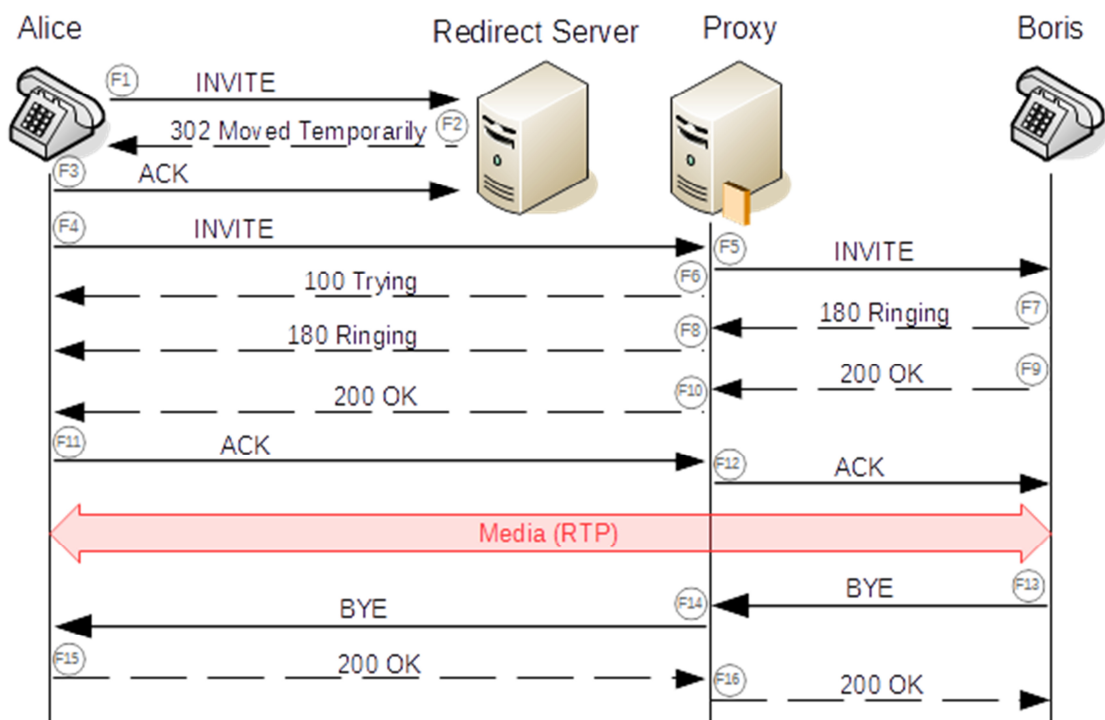 Alice
Redirect Server
Proxy
Boris
F1
INVITE
302 Moved Temporarily
F2
F3
ACK
F4
INVITE
F5
INVITE
100 Trying
F6
180 Ringing
F7
180 Ringing
F8
200 OK
F9
200 OK
F10
F11
ACK
F12
ACK
Media (RTP)
BYE
F13
BYE
F14
F15
200 OK
F16
200 OK